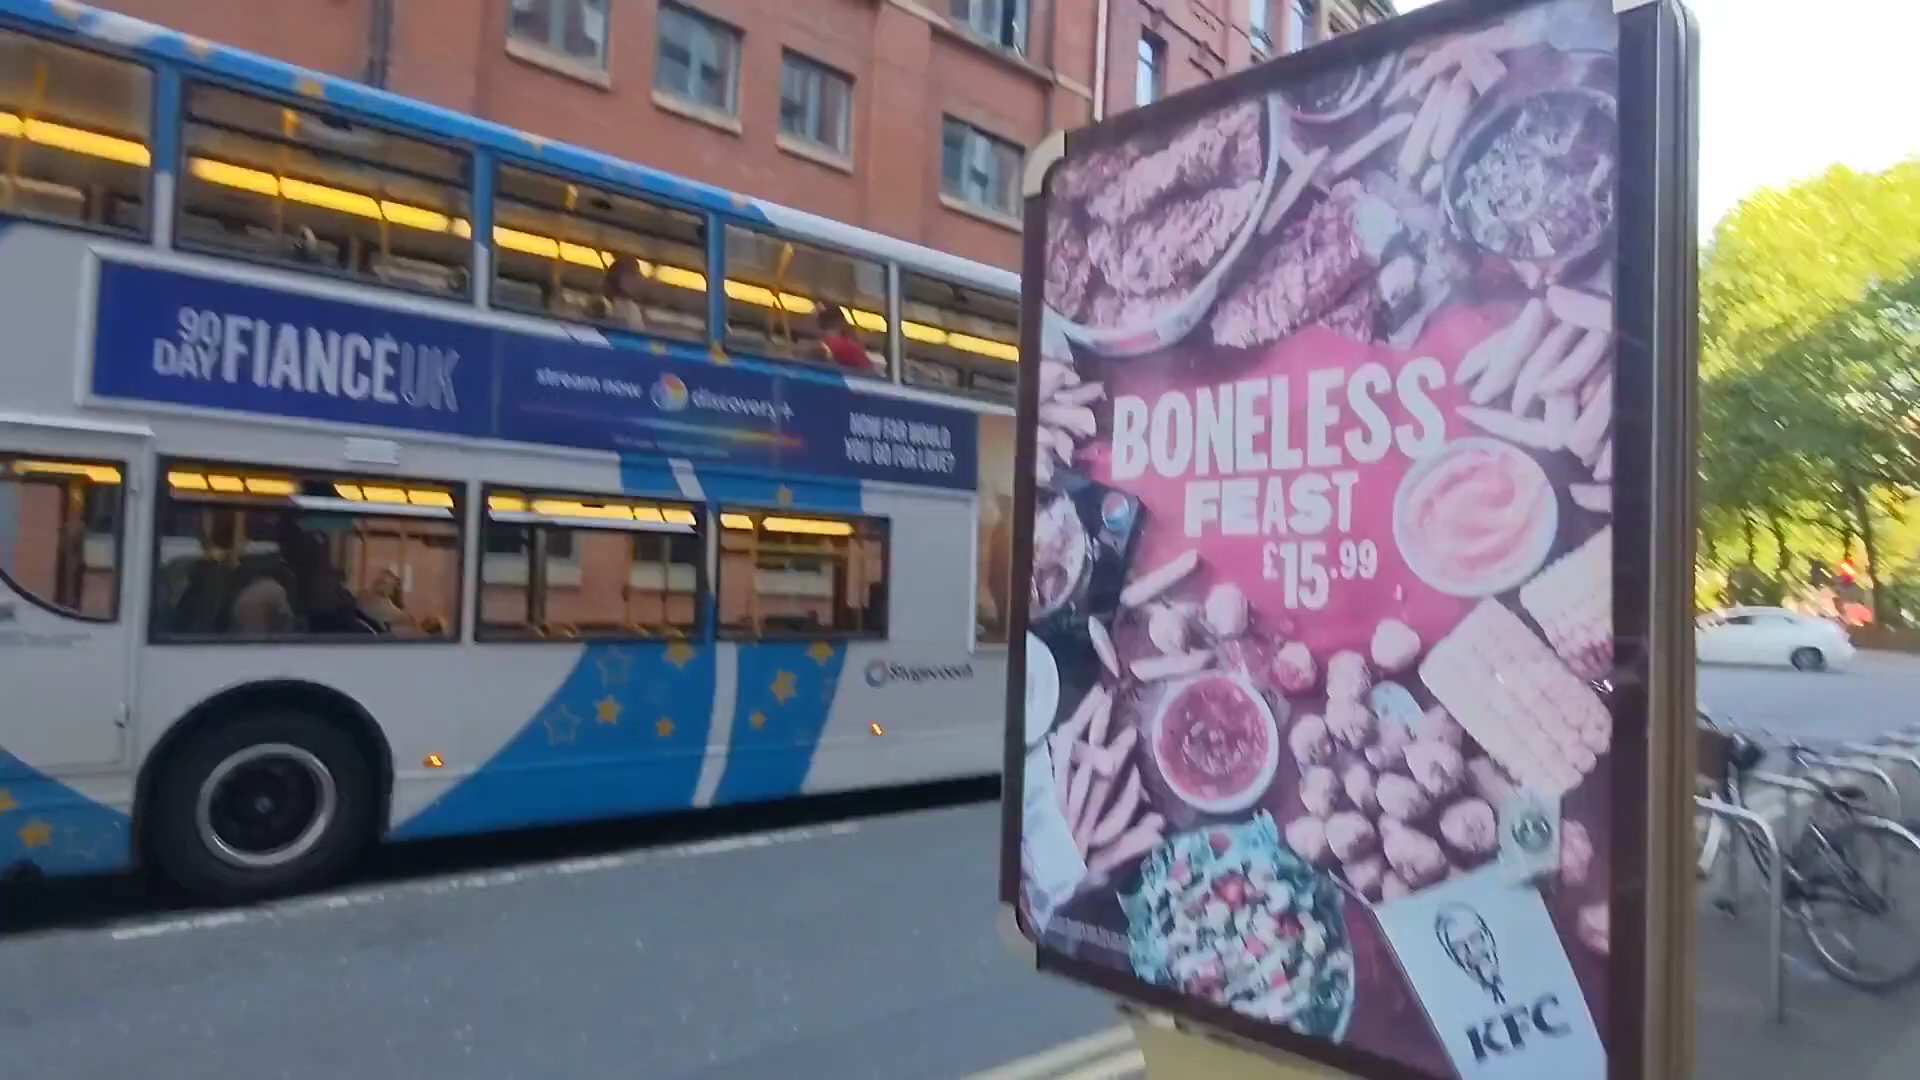 90 DAY FIANCÉ UK
stream now discovery+
HOW FAR WOULD
YOU GO FOR LOVE?
Stagecoach
BONELESS
FEAST
£15.99
KFC